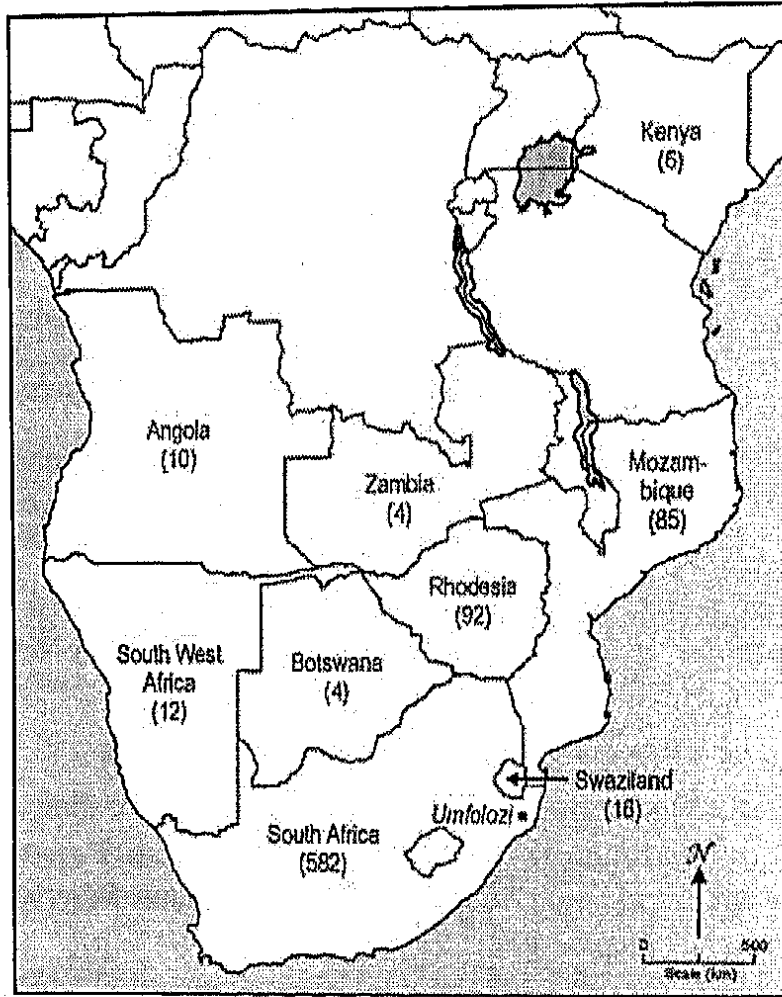 Kenya
(6)
Angola
(10)
Zambia
(4)
Mozam-
bique
(85)
Rhodesia
(92)
South West
Africa
(12)
Botswana
(4)
Swaziland
Umfolozi
South Africa
(582)
N
0 500
Scale (km)